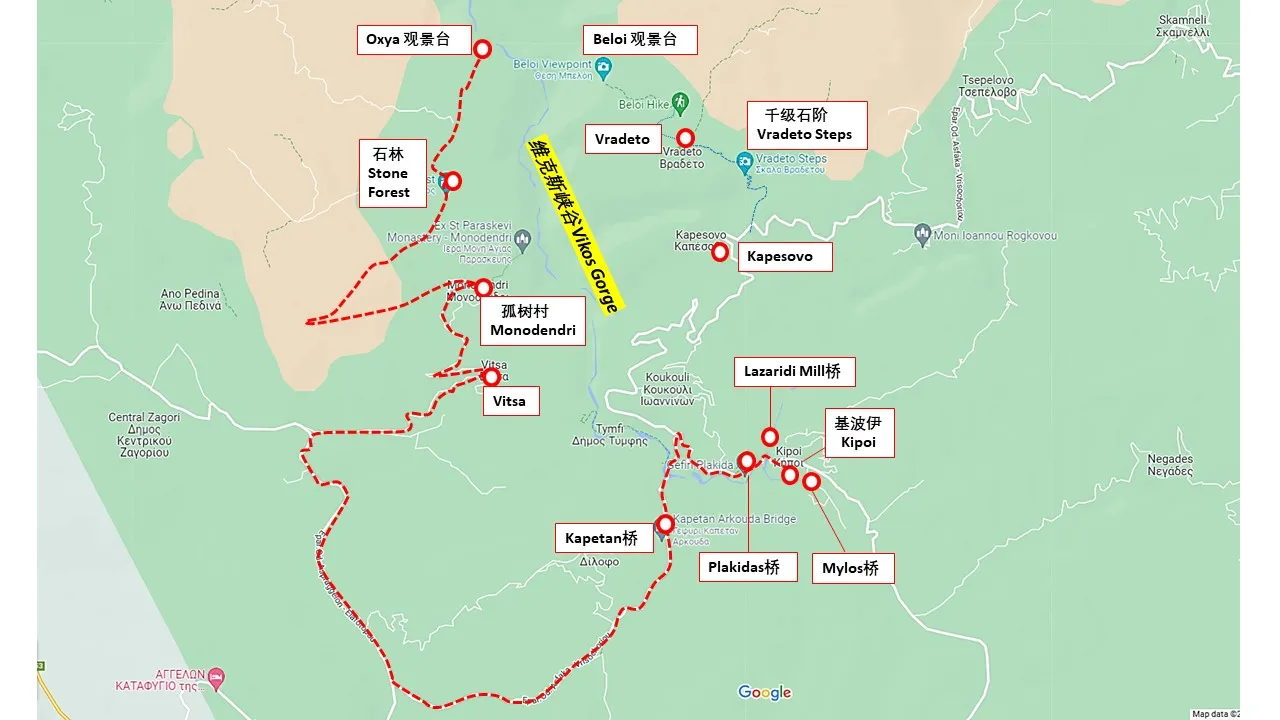 Skamneli
Σκαμνέλλι
Oxya 观景台
Beloi 观景台
Beloi Viewpoint
Θέση Μπελόη
Tsepelovo
Τσεπέλοβο
Beloi Hike
千级石阶
Vradeto Steps
Vradeto
Vradeto
Βραδέτο
Vradeto Steps
Σκάλα Βραδέτου
Epar.Od. Asfaka - Vrisochoriou
石林
Stone
Forest
维克斯峡谷Vikos Gorge
Ex St Paraskevi
Monastery - Monodendri
Ιερά Μονή Αγίας
Παρασκευής
Kapesovo
Καπέσο
Kapesovo
Moni Ioannou Rogkovou
Ano Pedina
Άνω Πεδινά
孤树村
Monodendri
Vitsa
Vitsa
Koukouli
Κουκούλι
Ιωαννίνων
Lazaridi Mill桥
Central Zagori
Δήμος
Κεντρικού
Ζαγορίου
Tymfi
Δήμος Τύμφης
基波伊
Kipoi
Kipoi
Κήποι
Gefiri Plakida
Negades
Νεγάδες
Kapetan Arkouda Bridge
Γεφύρι Καπετάν
Αρκούδα
Kapetan桥
Δίλοφο
Plakidas桥
Mylos桥
ΑΓΓΕΛΩΝ
ΚΑΤΑΦΥΓΙΟ της...
Google
Map data ©2